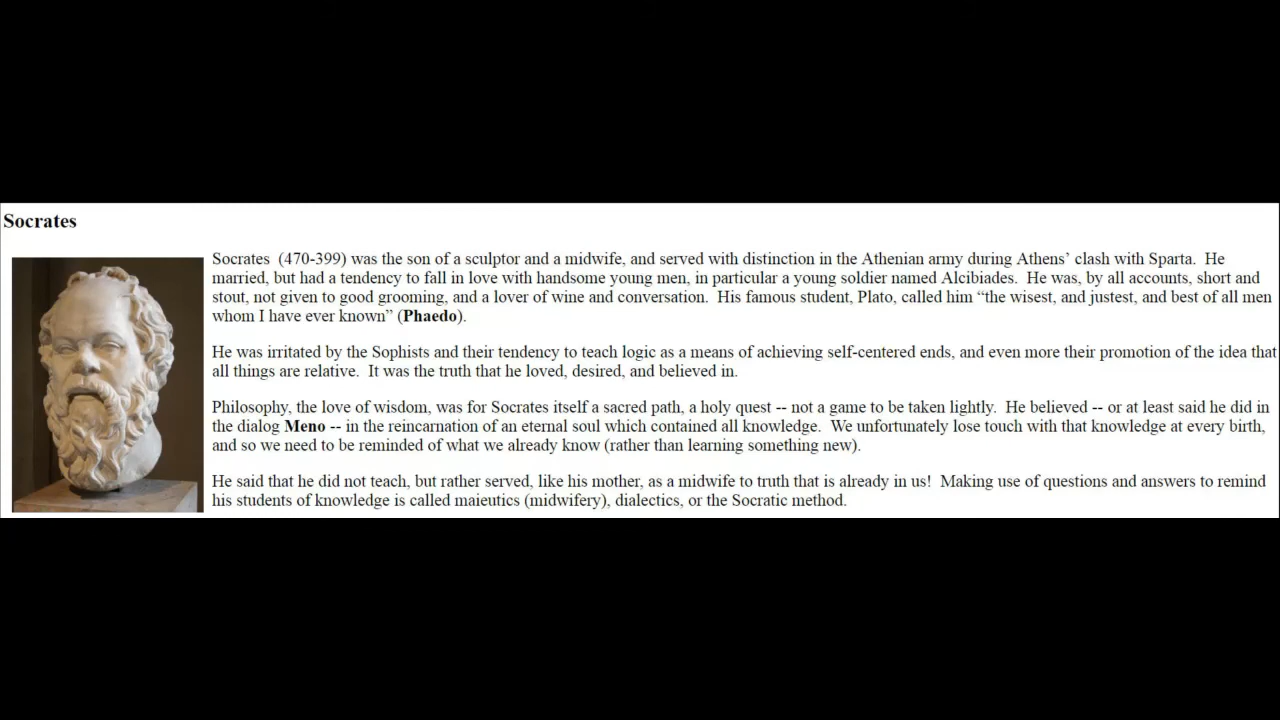 Socrates
Socrates  (470-399) was the son of a sculptor and a midwife, and served with distinction in the Athenian army during Athens’ clash with Sparta.  He
married, but had a tendency to fall in love with handsome young men, in particular a young soldier named Alcibiades.  He was, by all accounts, short and
stout, not given to good grooming, and a lover of wine and conversation.  His famous student, Plato, called him “the wisest, and justest, and best of all men
whom I have ever known” (Phaedo).
He was irritated by the Sophists and their tendency to teach logic as a means of achieving self-centered ends, and even more their promotion of the idea that
all things are relative.  It was the truth that he loved, desired, and believed in.
Philosophy, the love of wisdom, was for Socrates itself a sacred path, a holy quest -- not a game to be taken lightly.  He believed -- or at least said he did in
the dialog Meno -- in the reincarnation of an eternal soul which contained all knowledge.  We unfortunately lose touch with that knowledge at every birth,
and so we need to be reminded of what we already know (rather than learning something new).
He said that he did not teach, but rather served, like his mother, as a midwife to truth that is already in us!  Making use of questions and answers to remind
his students of knowledge is called maieutics (midwifery), dialectics, or the Socratic method.